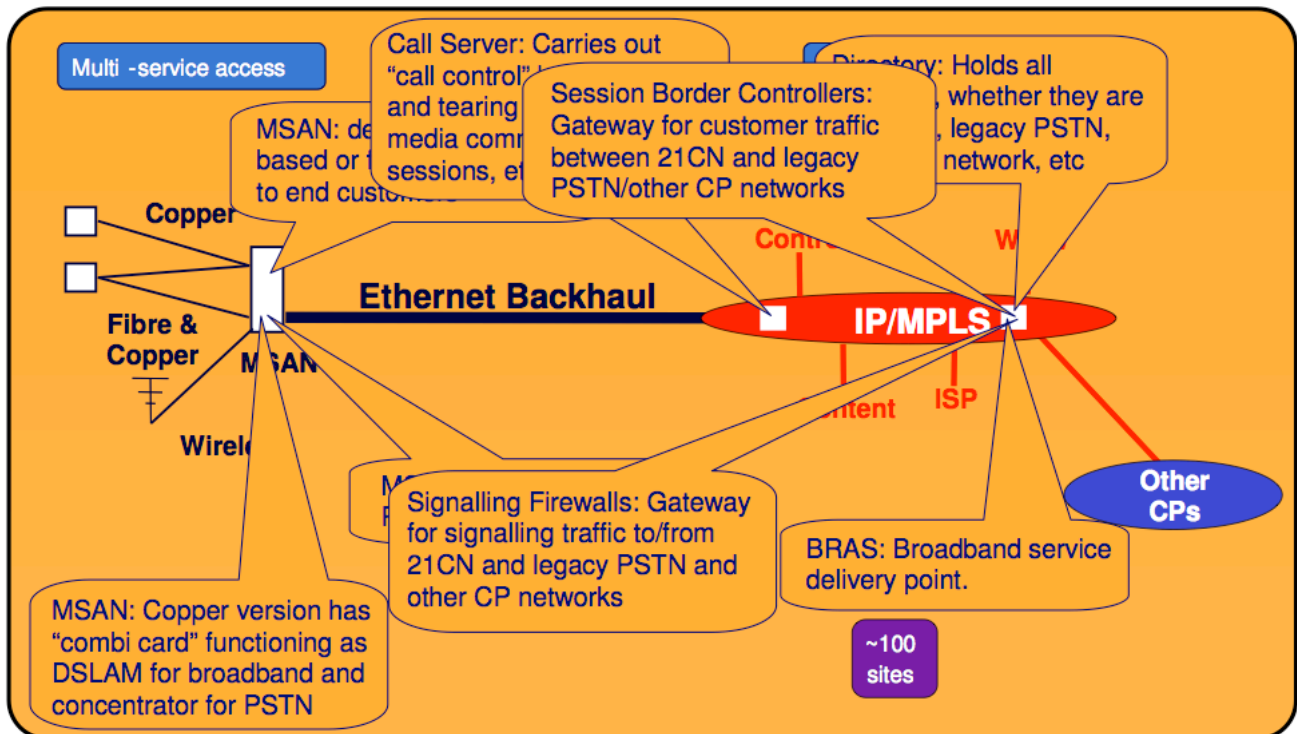 Multi -service access
Call Server: Carries out
"call control"
and tearing
media
sessions,
Directory: Holds all
, whether they are
, legacy PSTN,
network, etc
Session Border Controllers:
Gateway for customer traffic
between 21CN and legacy
PSTN/other CP networks
MSAN:
based or
to end customers
Copper
Ethernet Backhaul
IP/MPLS
Fibre &
Copper
MSAN
Content
ISP
Other
CPs
Signalling Firewalls: Gateway
for signalling traffic to/from
21CN and legacy PSTN and
other CP networks
BRAS: Broadband service
delivery point.
MSAN: Copper version has
"combi card" functioning as
DSLAM for broadband and
concentrator for PSTN
~100
sites